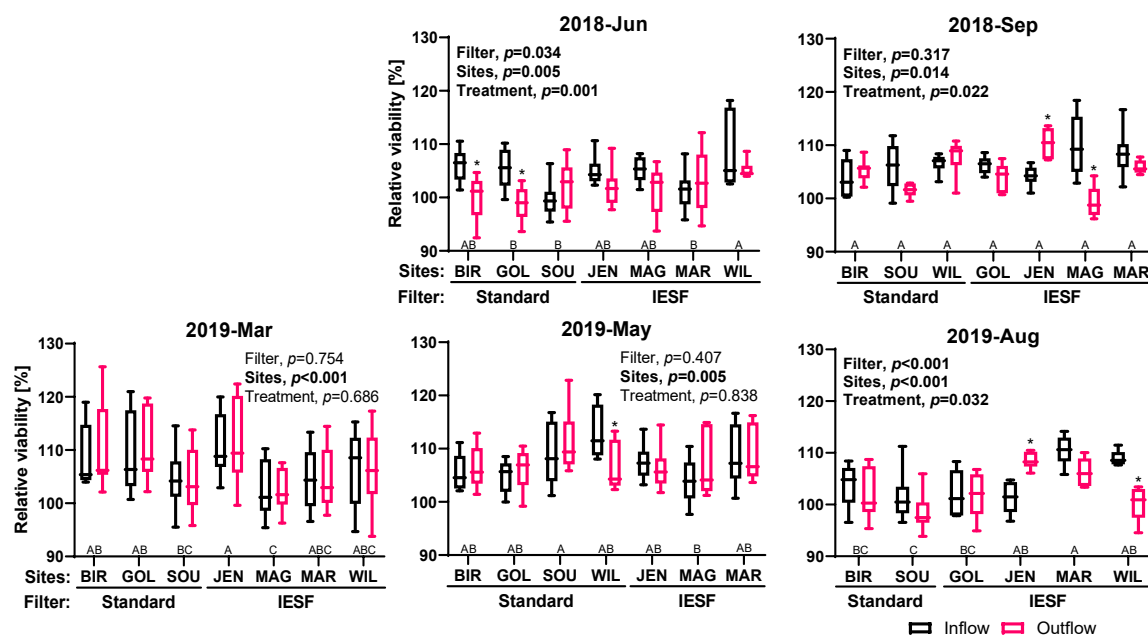 2018-Jun
Relative viability [%]
130
120
110
100
90
Filter, p=0.034
Sites, p=0.005
Treatment, p=0.001
* *
AB B B AB AB B A
Sites: BIR GOL SOU JEN MAG MAR WIL
Filter: Standard IESF
2018-Sep
130
120
110
100
90
Filter, p=0.317
Sites, p=0.014
Treatment, p=0.022
* *
A A A A A A A
BIR SOU WIL GOL JEN MAG MAR
Standard IESF
2019-Mar
Relative viability [%]
130
120
110
100
90
Filter, p=0.754
Sites, p<0.001
Treatment, p=0.686
AB AB BC A C ABC ABC
Sites: BIR GOL SOU JEN MAG MAR WIL
Filter: Standard IESF
2019-May
130
120
110
100
90
Filter, p=0.407
Sites, p=0.005
Treatment, p=0.838
*
AB AB A AB AB B AB
BIR GOL SOU WIL JEN MAG MAR
Standard IESF
2019-Aug
130
120
110
100
90
Filter, p<0.001
Sites, p<0.001
Treatment, p=0.032
* *
BC C BC AB A AB
BIR SOU GOL JEN MAR WIL
Standard IESF
Inflow Outflow